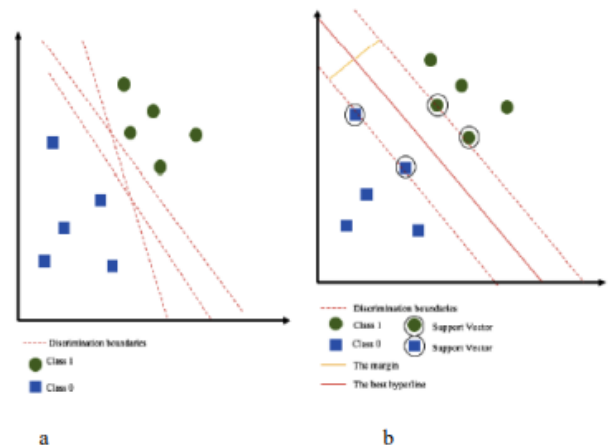 Discrimination boundaries
Class 1
Class 0
a
Discrimination boundaries
Class 1 Support Vector
Class 0 Support Vector
The margin
The best hyperline
b